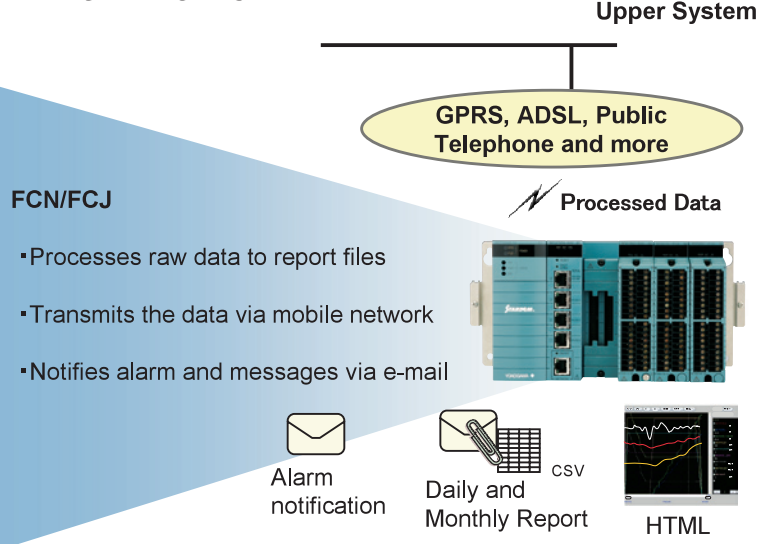 Upper System
GPRS, ADSL, Public
Telephone and more
FCN/FCJ
Processed Data
▪Processes raw data to report files
▪Transmits the data via mobile network
▪Notifies alarm and messages via e-mail
Alarm
notification
CSV
Daily and
Monthly Report
HTML